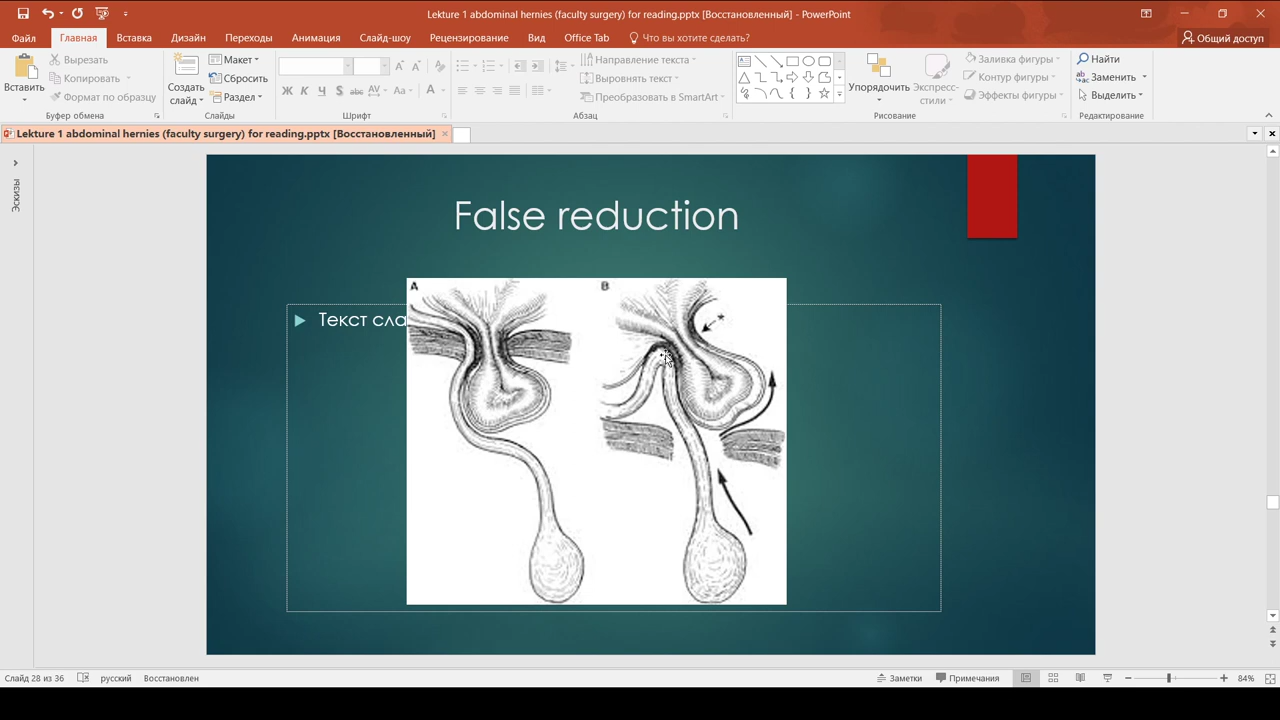 Lekture 1 abdominal hernies (faculty surgery) for reading.pptx [Восстановленный] - PowerPoint
Файл Главная Вставка Дизайн Переходы Анимация Слайд-шоу Рецензирование Вид Office Tab Что вы хотите сделать? Общий доступ
Вставить
Вырезать
Копировать
Формат по образцу
Буфер обмена
Создать слайд
Макет
Сбросить
Раздел
Слайды
Ж К Ч S abc AV Aa A
Шрифт
Направление текста
Выровнять текст
Преобразовать в SmartArt
Абзац
Упорядочить
Экспресс-стили
Заливка фигуры
Контур фигуры
Эффекты фигуры
Рисование
Найти
Заменить
Выделить
Редактирование
Lekture 1 abdominal hernies (faculty surgery) for reading.pptx [Восстановленный]
Эскизы
False reduction
Текст сла
A B
*
Слайд 28 из 36 русский Восстановлен Заметки Примечания 84%